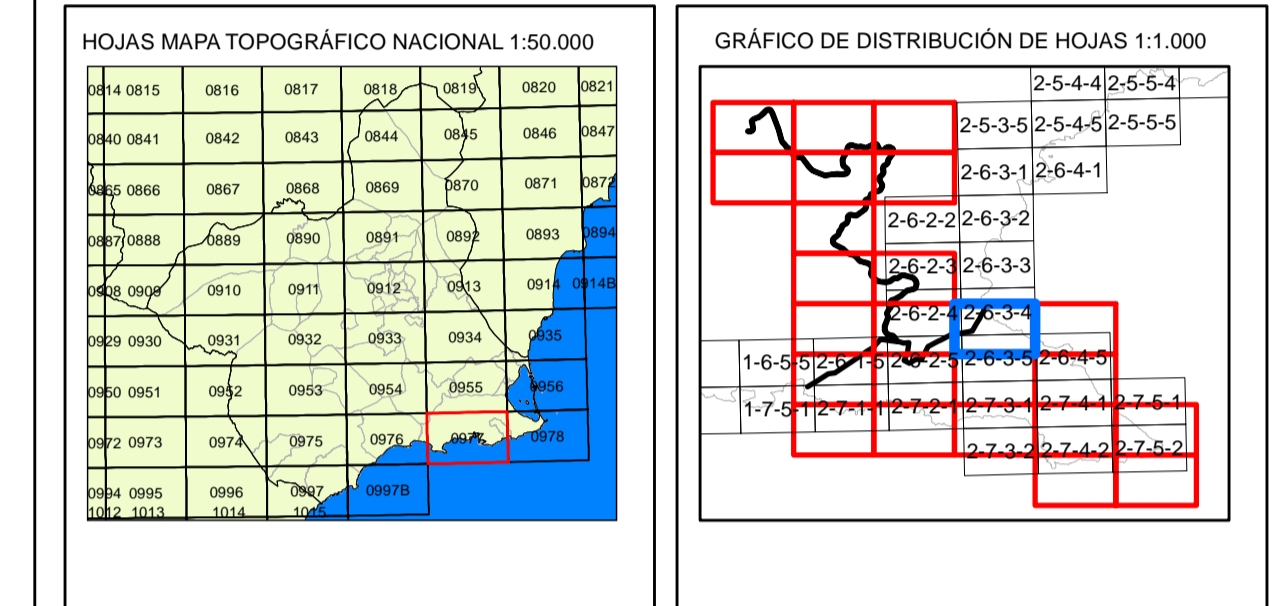 HOJAS MAPA TOPOGRÁFICO NACIONAL 1:50.000
0814 0815 0816 0817 0818 0819 0820 0821
0840 0841 0842 0843 0844 0845 0846 0847
0865 0866 0867 0868 0869 0870 0871 0872
0887 0888 0889 0890 0891 0892 0893 0894
0908 0909 0910 0911 0912 0913 0914 0914B
0929 0930 0931 0932 0933 0934 0935
0950 0951 0952 0953 0954 0955 0956
0972 0973 0974 0975 0976 0977 0978
0994 0995 0996 0997 0997B
1012 1013 1014 1015
GRÁFICO DE DISTRIBUCIÓN DE HOJAS 1:1.000
2-5-4-4 2-5-5-4
2-5-3-5 2-5-4-5 2-5-5-5
2-6-3-1 2-6-4-1
2-6-2-2 2-6-3-2
2-6-2-3 2-6-3-3
2-6-2-4 2-6-3-4
1-6-5-5 2-6-1-5 2-6-2-5 2-6-3-5 2-6-4-5
1-7-5-1 2-7-1-1 2-7-2-1 2-7-3-1 2-7-4-1 2-7-5-1
2-7-3-2 2-7-4-2 2-7-5-2